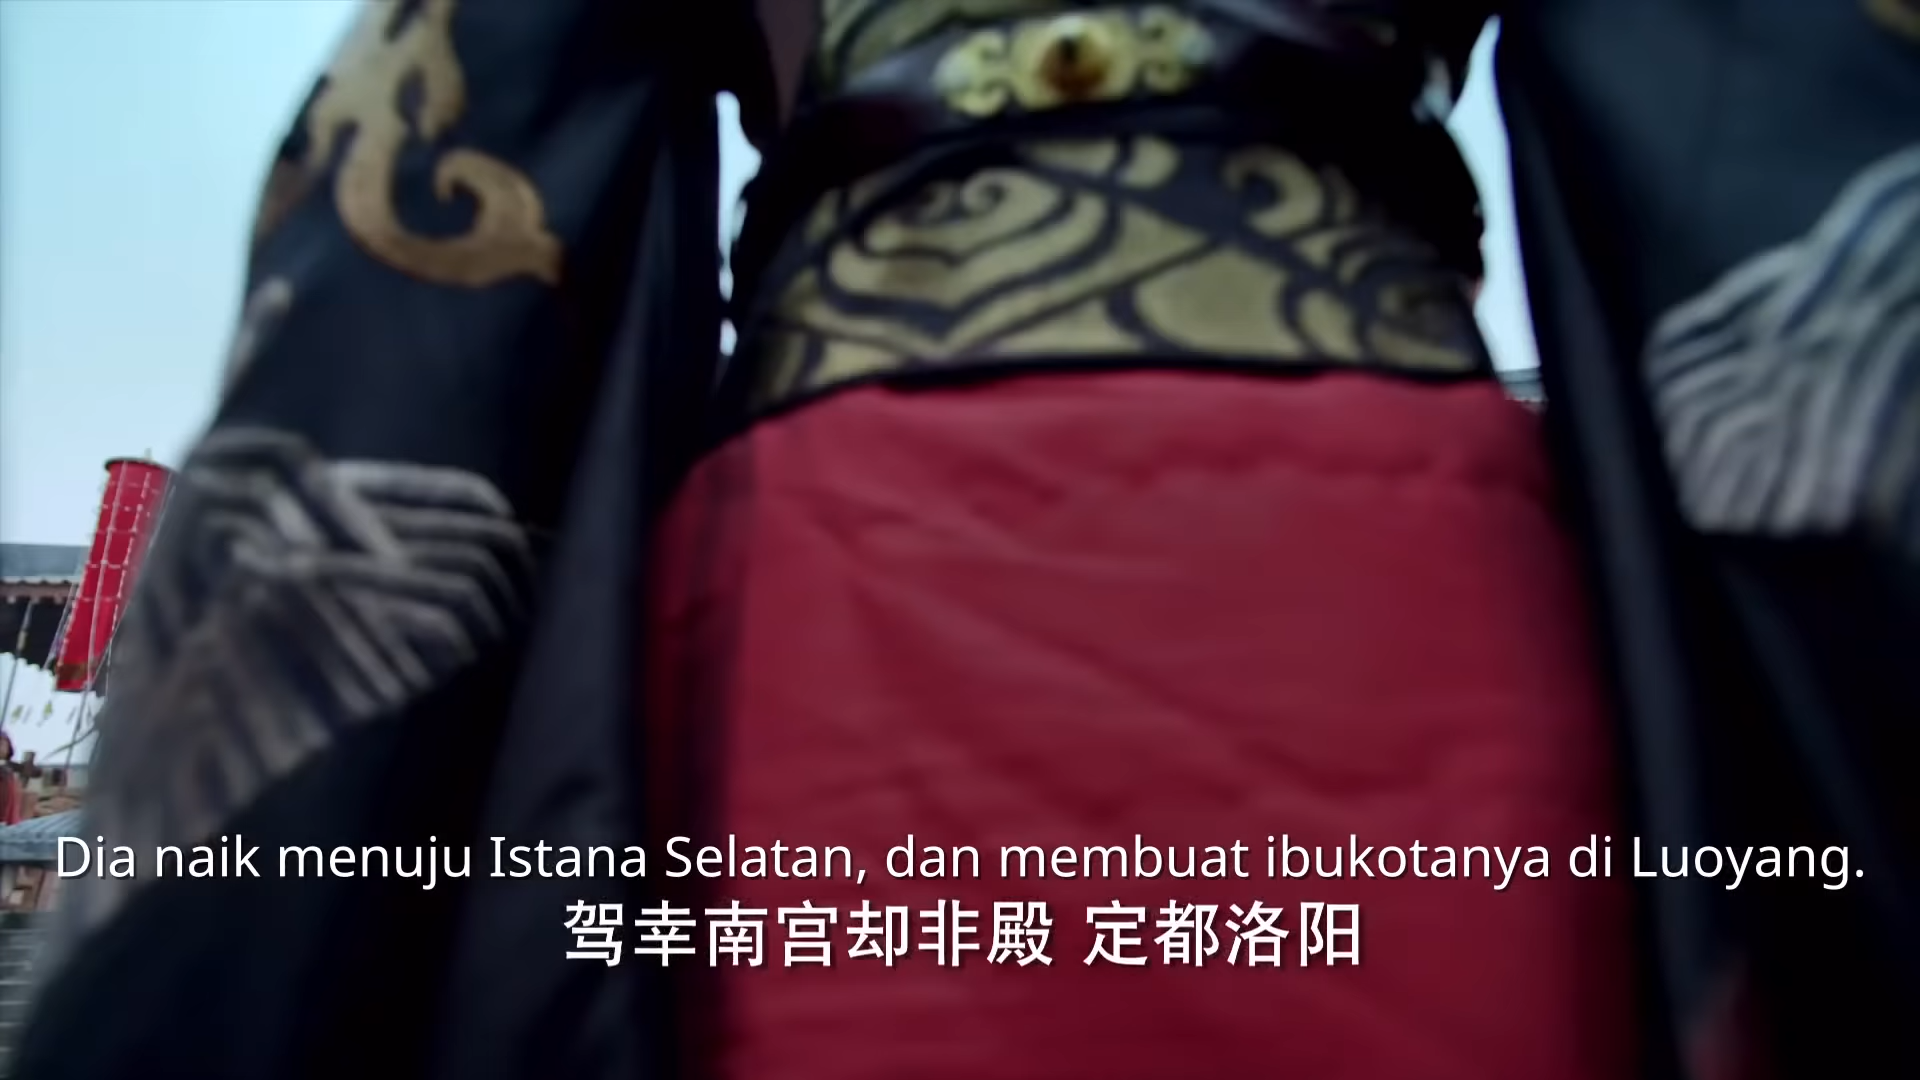 Dia naik menuju Istana Selatan, dan membuat ibukotanya di Luoyang.
驾幸南宫却非殿 定都洛阳